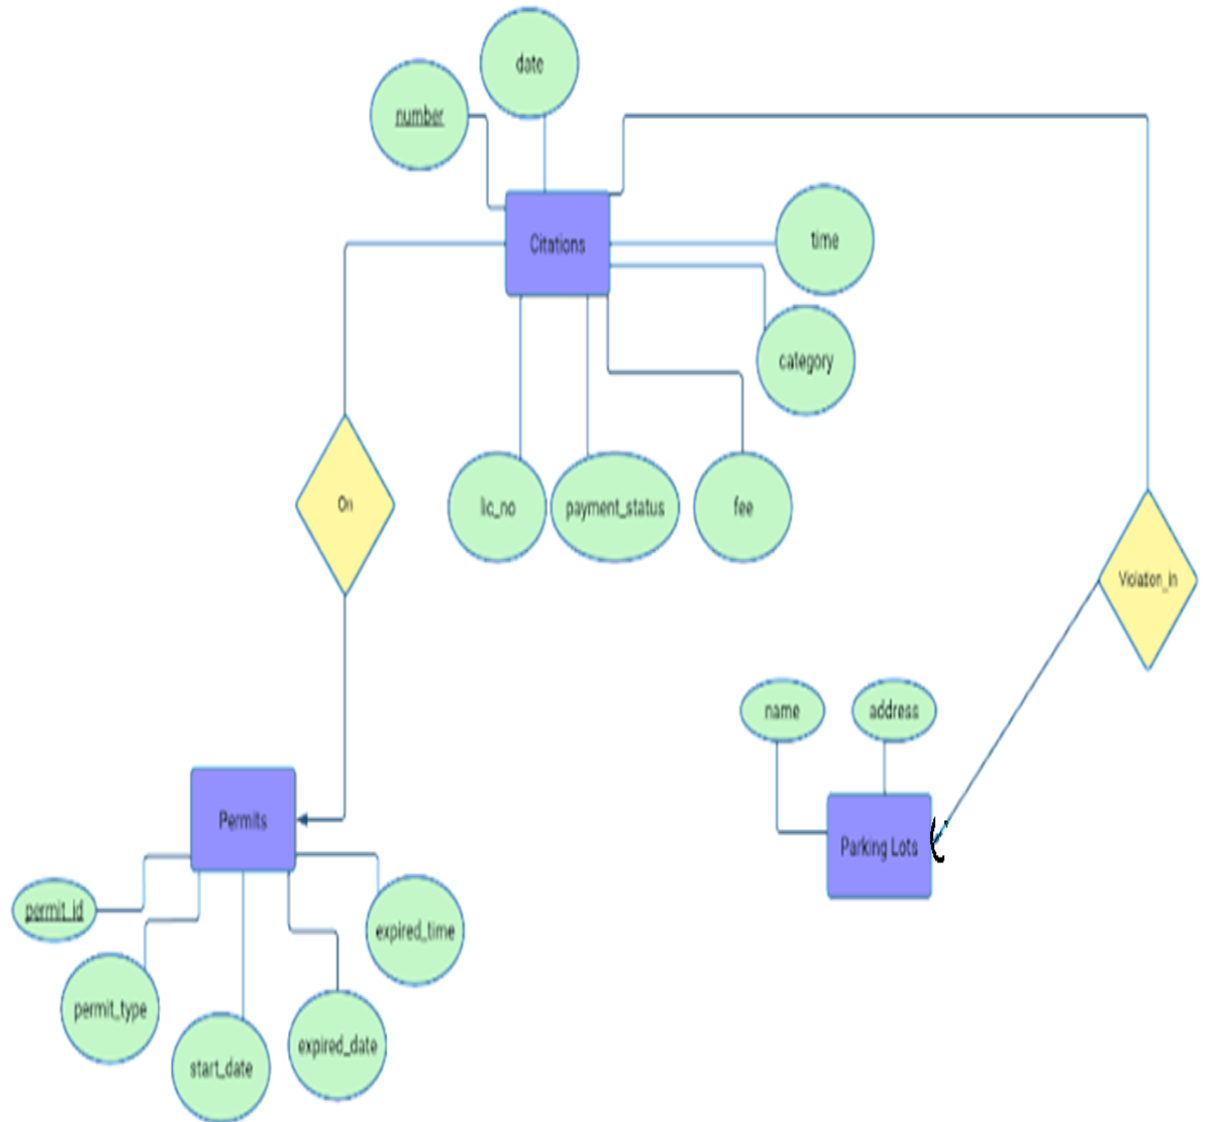 date
number
Citations
time
category
On
lic_no
payment_status
fee
Violation_in
name
address
Permits
Parking Lots
permit_id
expired_time
permit_type
expired_date
start_date